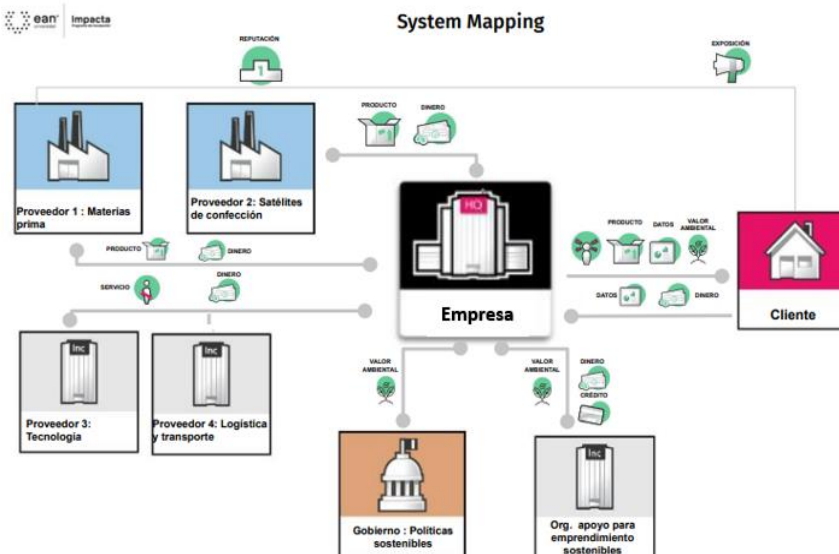 ean
universidad
Impacta
System Mapping
REPUTACIÓN
1
EXPOSICIÓN
PRODUCTO
DINERO
Proveedor 1 : Materias
prima
Proveedor 2: Satélites
de confección
HQ
Empresa
PRODUCTO
DATOS
VALOR
AMBIENTAL
DATOS
DINERO
Cliente
PRODUCTO
DINERO
SERVICIO
DINERO
Inc
Proveedor 3:
Tecnología
Inc
Proveedor 4: Logística
y transporte
VALOR
AMBIENTAL
VALOR
AMBIENTAL
DINERO
CRÉDITO
Gobierno : Políticas
sostenibles
Inc
Org. apoyo para
emprendimiento
sostenibles